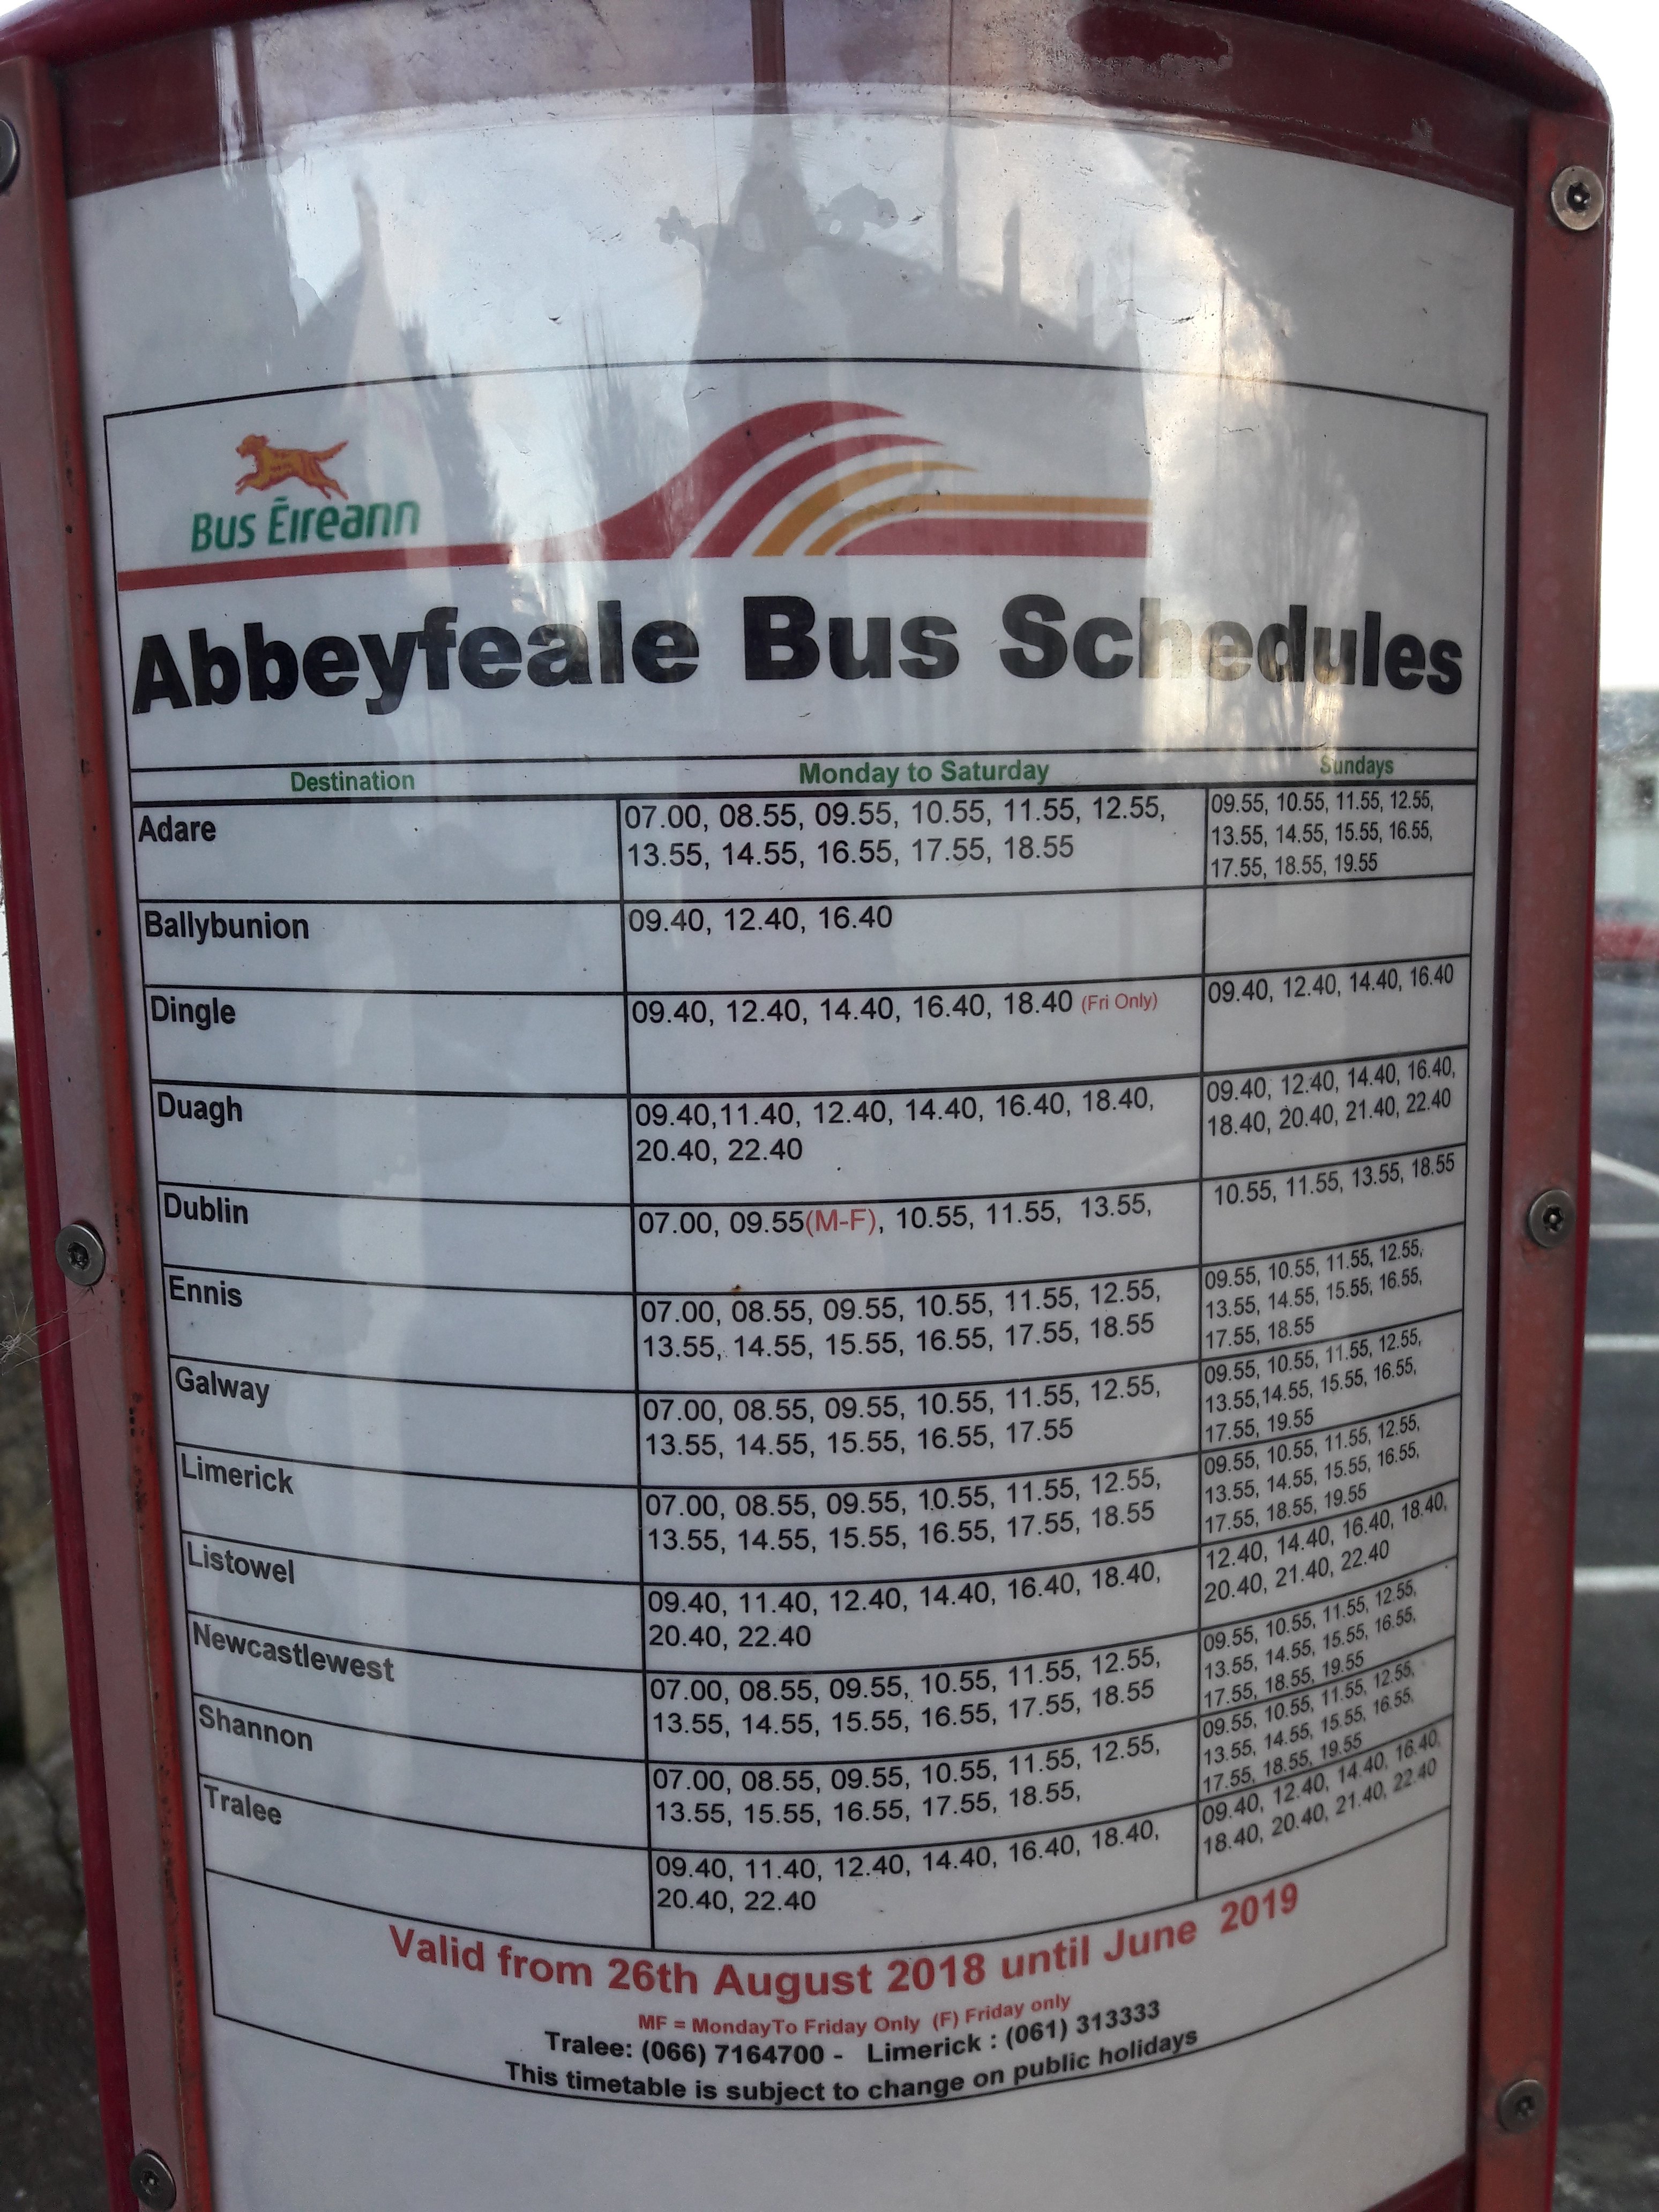 Bus Éireann
Abbeyfeale Bus Schedules
Destination Monday to Saturday Sundays
Adare 07.00, 08.55, 09.55, 10.55, 11.55, 12.55, 09.55, 10.55, 11.55, 12.55,
13.55, 14.55, 16.55, 17.55, 18.55 13.55, 14.55, 15.55, 16.55,
17.55, 18.55, 19.55
Ballybunion 09.40, 12.40, 16.40
Dingle 09.40, 12.40, 14.40, 16.40, 18.40 (Fri Only) 09.40, 12.40, 14.40, 16.40
Duagh 09.40,11.40, 12.40, 14.40, 16.40, 18.40, 09.40, 12.40, 14.40, 16.40,
20.40, 22.40 18.40, 20.40, 21.40, 22.40
Dublin 07.00, 09.55(M-F), 10.55, 11.55, 13.55, 10.55, 11.55, 13.55, 18.55
Ennis 07.00, 08.55, 09.55, 10.55, 11.55, 12.55, 09.55, 10.55, 11.55, 12.55,
13.55, 14.55, 15.55, 16.55, 17.55, 18.55 13.55, 14.55, 15.55, 16.55,
17.55, 18.55
Galway 07.00, 08.55, 09.55, 10.55, 11.55, 12.55, 09.55, 10.55, 11.55, 12.55,
13.55, 14.55, 15.55, 16.55, 17.55 13.55,14.55, 15.55, 16.55,
17.55, 19.55
Limerick 07.00, 08.55, 09.55, 10.55, 11.55, 12.55, 09.55, 10.55, 11.55, 12.55,
13.55, 14.55, 15.55, 16.55, 17.55, 18.55 13.55, 14.55, 15.55, 16.55,
17.55, 18.55, 19.55
Listowel 09.40, 11.40, 12.40, 14.40, 16.40, 18.40, 12.40, 14.40, 16.40, 18.40,
20.40, 22.40 20.40, 21.40, 22.40
Newcastlewest 07.00, 08.55, 09.55, 10.55, 11.55, 12.55, 09.55, 10.55, 11.55, 12.55,
13.55, 14.55, 15.55, 16.55, 17.55, 18.55 13.55, 14.55, 15.55, 16.55,
17.55, 18.55, 19.55
Shannon 07.00, 08.55, 09.55, 10.55, 11.55, 12.55, 09.55, 10.55, 11.55, 12.55,
13.55, 15.55, 16.55, 17.55, 18.55, 13.55, 14.55, 15.55, 16.55,
17.55, 18.55, 19.55
Tralee 09.40, 11.40, 12.40, 14.40, 16.40, 18.40, 09.40, 12.40, 14.40, 16.40,
20.40, 22.40 18.40, 20.40, 21.40, 22.40
Valid from 26th August 2018 until June 2019
MF = MondayTo Friday Only (F) Friday only
Tralee: (066) 7164700 - Limerick : (061) 313333
This timetable is subject to change on public holidays